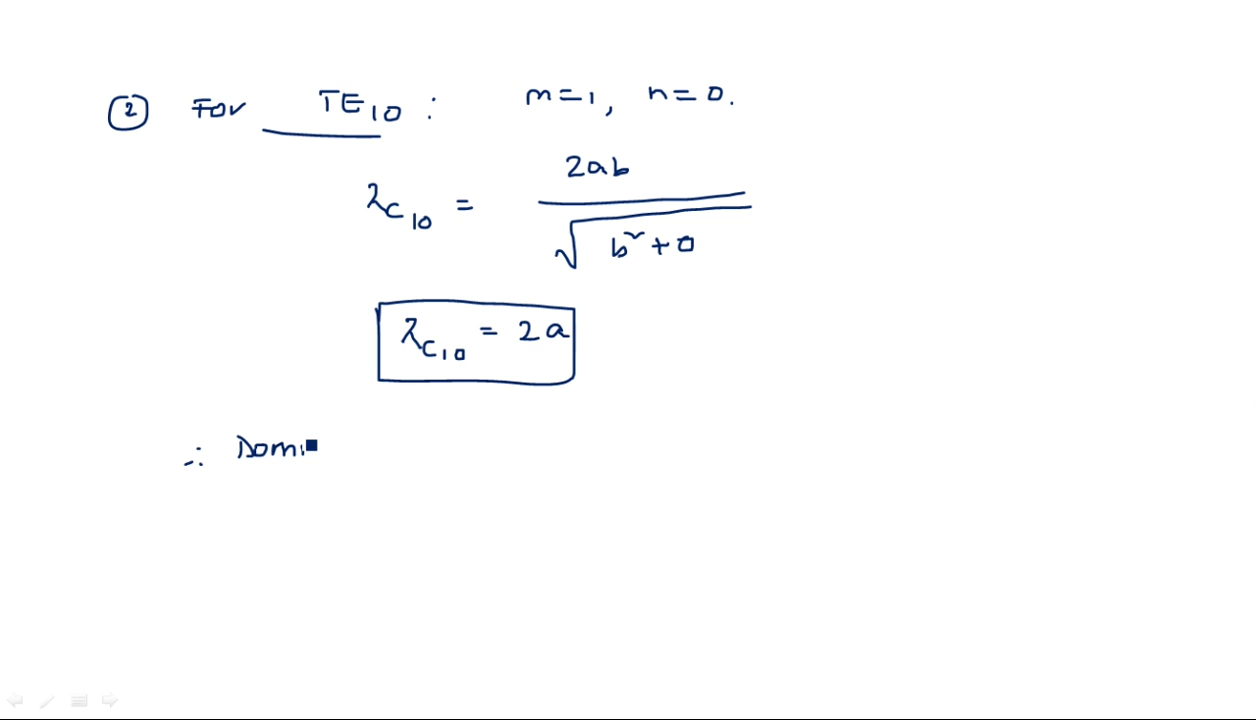 ② For TE₁₀ : m=1, n=0.
λc₁₀ = 2ab / √(b²+0)
λc₁₀ = 2a
∴ Domi